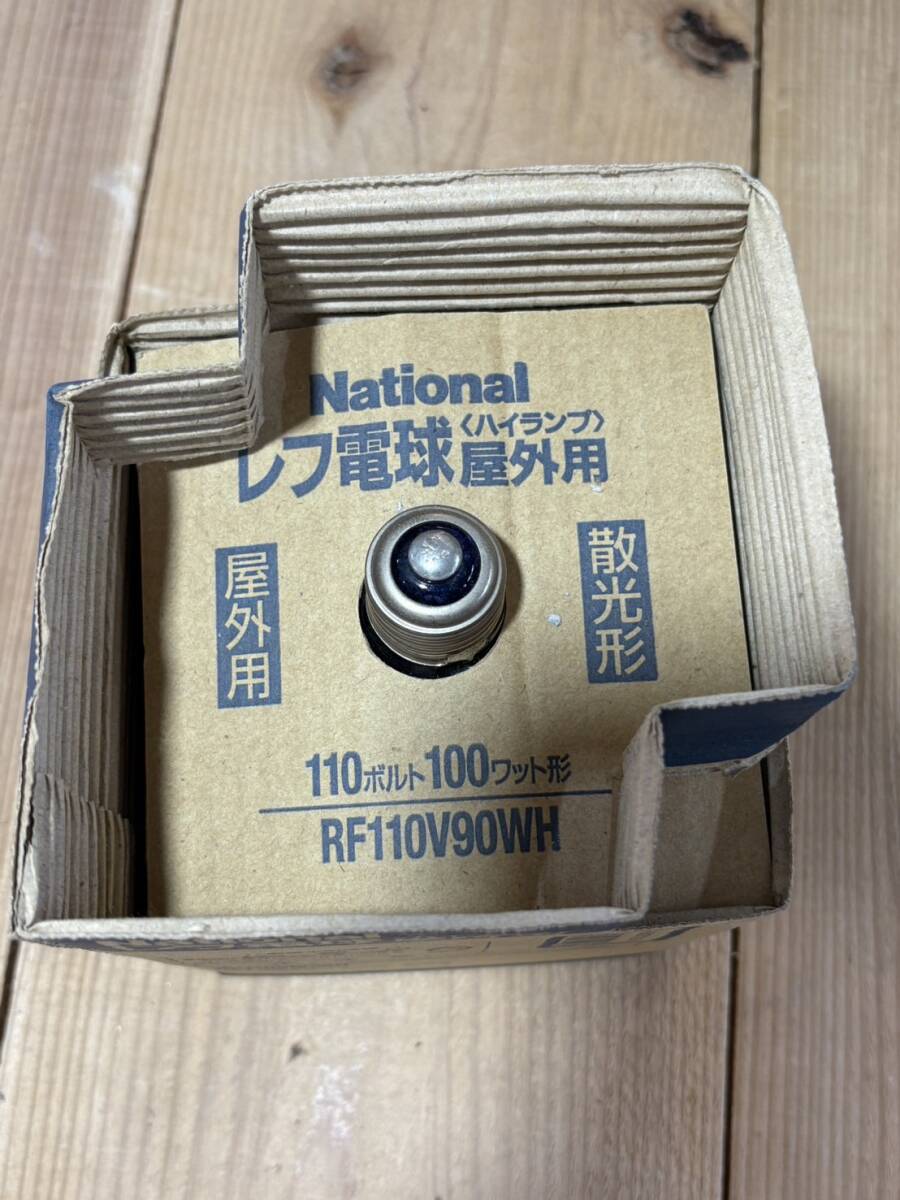 National
レフ電球〈ハイランプ〉屋外用
屋外用
散光形
110ボルト100ワット形
RF110V90WH